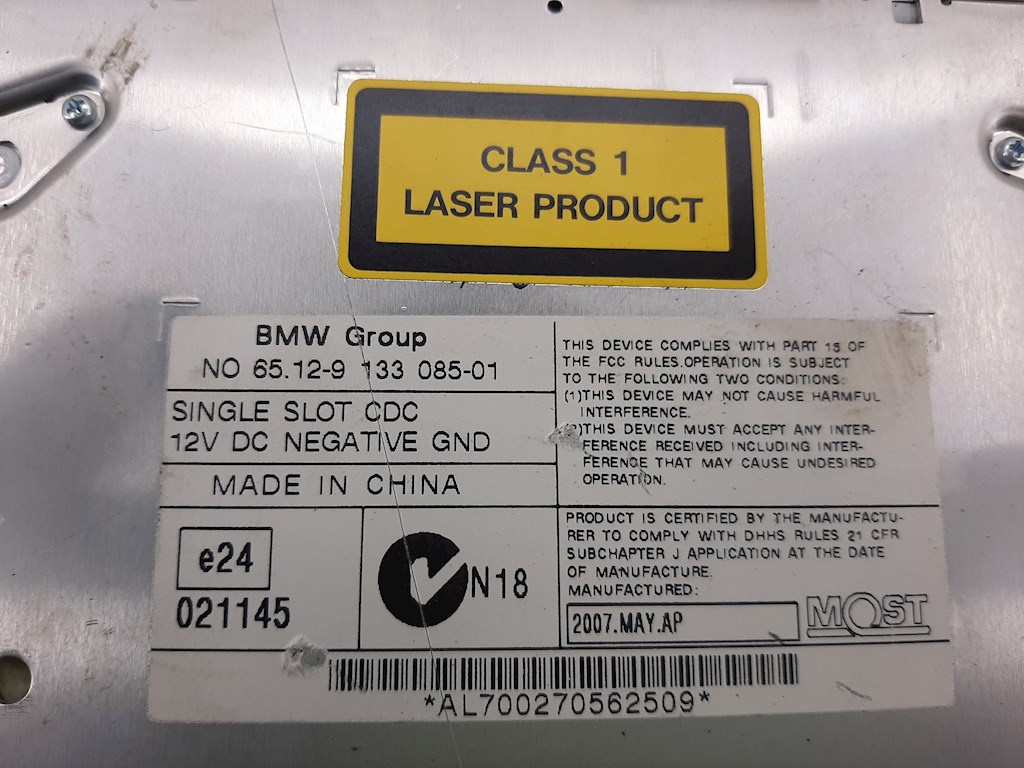 CLASS 1
LASER PRODUCT
BMW Group
NO 65.12-9 133 085-01
SINGLE SLOT CDC
12V DC NEGATIVE GND
MADE IN CHINA
e24
021145
N18
THIS DEVICE COMPLIES WITH PART 15 OF
THE FCC RULES.OPERATION IS SUBJECT
TO THE FOLLOWING TWO CONDITIONS:
(1)THIS DEVICE MAY NOT CAUSE HARMFUL
INTERFERENCE.
(2)THIS DEVICE MUST ACCEPT ANY INTER-
FERENCE RECEIVED INCLUDING INTER-
FERENCE THAT MAY CAUSE UNDESIRED
OPERATION.
PRODUCT IS CERTIFIED BY THE MANUFACTU-
RER TO COMPLY WITH DHHS RULES 21 CFR
SUBCHAPTER J APPLICATION AT THE DATE
OF MANUFACTURE.
MANUFACTURED:
2007.MAY.AP
MOST
*AL700270562509*